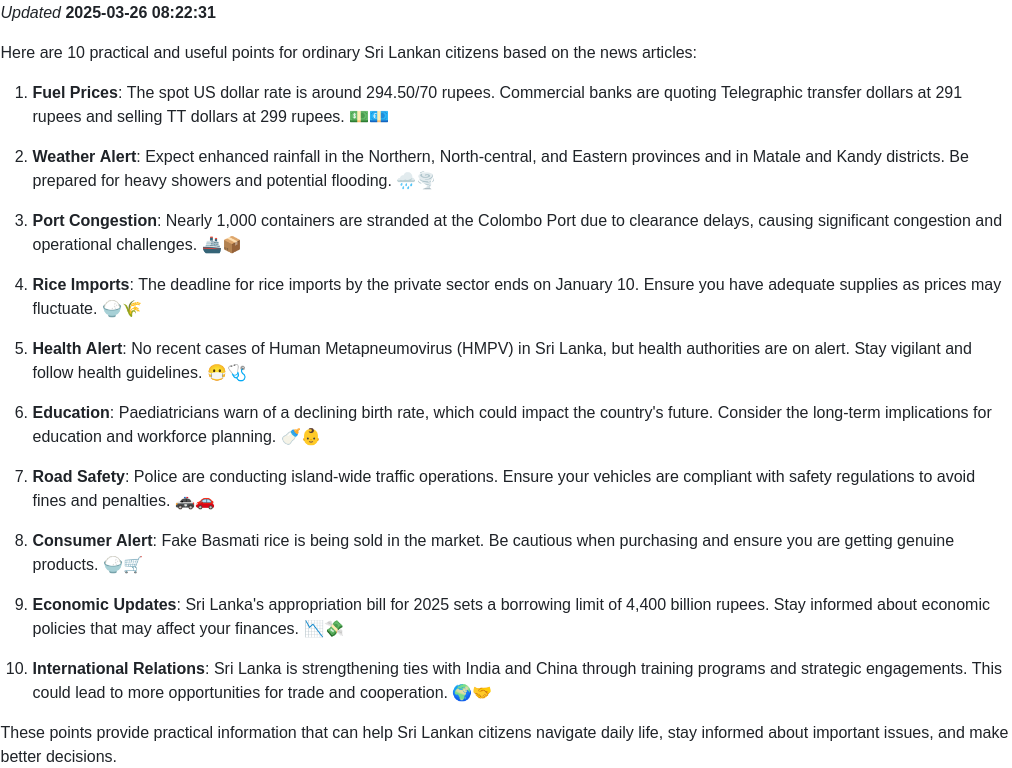 Updated 2025-03-26 08:22:31
Here are 10 practical and useful points for ordinary Sri Lankan citizens based on the news articles:
1. Fuel Prices: The spot US dollar rate is around 294.50/70 rupees. Commercial banks are quoting Telegraphic transfer dollars at 291
rupees and selling TT dollars at 299 rupees. 💵💶
2. Weather Alert: Expect enhanced rainfall in the Northern, North-central, and Eastern provinces and in Matale and Kandy districts. Be
prepared for heavy showers and potential flooding. 🌧️🌪️
3. Port Congestion: Nearly 1,000 containers are stranded at the Colombo Port due to clearance delays, causing significant congestion and
operational challenges. 🚢📦
4. Rice Imports: The deadline for rice imports by the private sector ends on January 10. Ensure you have adequate supplies as prices may
fluctuate. 🍚🌾
5. Health Alert: No recent cases of Human Metapneumovirus (HMPV) in Sri Lanka, but health authorities are on alert. Stay vigilant and
follow health guidelines. 😷🩺
6. Education: Paediatricians warn of a declining birth rate, which could impact the country's future. Consider the long-term implications for
education and workforce planning. 🍼👶
7. Road Safety: Police are conducting island-wide traffic operations. Ensure your vehicles are compliant with safety regulations to avoid
fines and penalties. 🚓🚗
8. Consumer Alert: Fake Basmati rice is being sold in the market. Be cautious when purchasing and ensure you are getting genuine
products. 🍚🛒
9. Economic Updates: Sri Lanka's appropriation bill for 2025 sets a borrowing limit of 4,400 billion rupees. Stay informed about economic
policies that may affect your finances. 📉💸
10. International Relations: Sri Lanka is strengthening ties with India and China through training programs and strategic engagements. This
could lead to more opportunities for trade and cooperation. 🌍🤝
These points provide practical information that can help Sri Lankan citizens navigate daily life, stay informed about important issues, and make
better decisions.